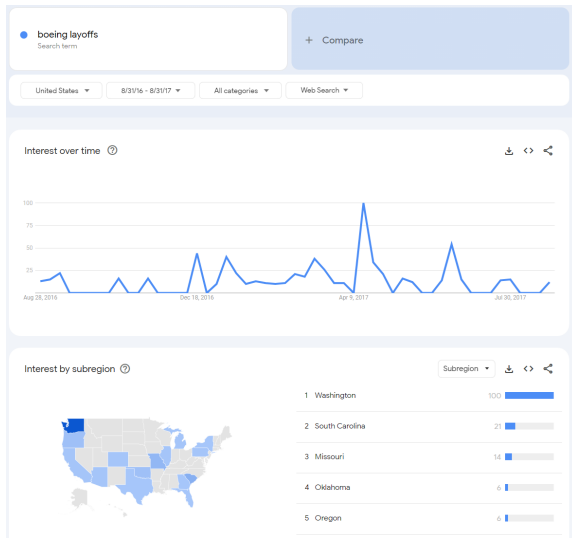 boeing layoffs
Search term
+ Compare
United States 8/31/16 - 8/31/17 All categories Web Search
Interest over time
100
75
50
25
Aug 28, 2016 Dec 18, 2016 Apr 9, 2017 Jul 30, 2017
Interest by subregion Subregion
1 Washington 100
2 South Carolina 21
3 Missouri 14
4 Oklahoma 6
5 Oregon 6